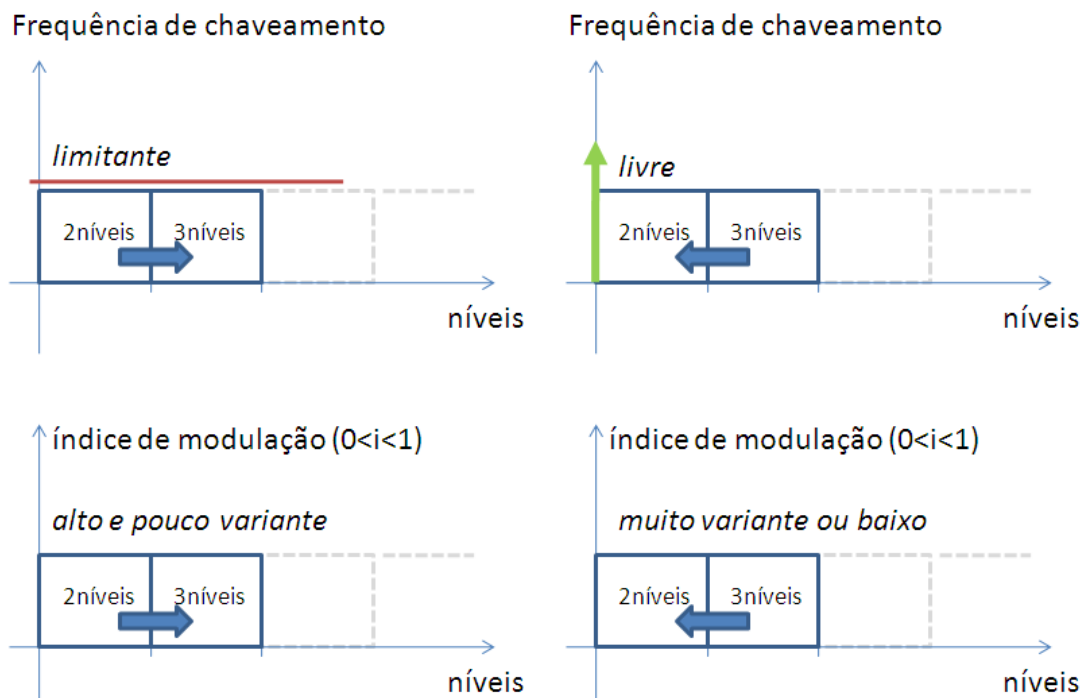 Frequência de chaveamento
limitante
2níveis 3níveis
níveis
Frequência de chaveamento
livre
2níveis 3níveis
níveis
índice de modulação (0<i<1)
alto e pouco variante
2níveis 3níveis
níveis
índice de modulação (0<i<1)
muito variante ou baixo
2níveis 3níveis
níveis